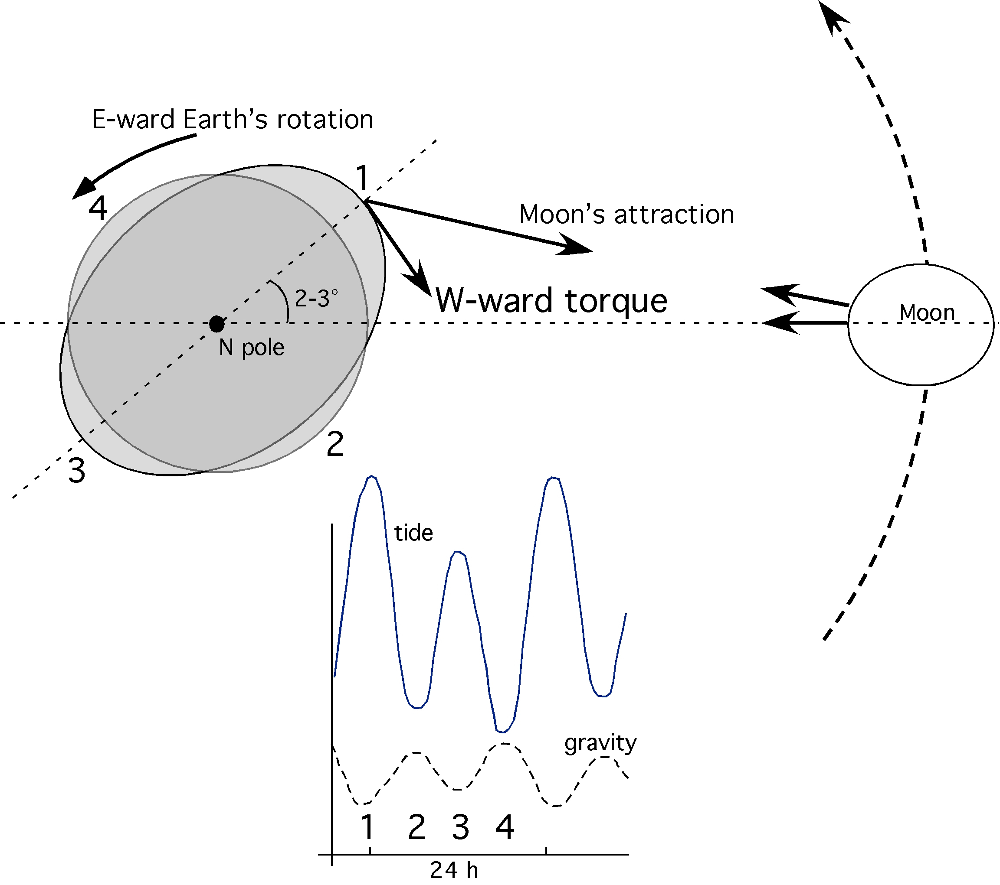 E-ward Earth's rotation
1
4
Moon's attraction
2-3°
W-ward torque
Moon
N pole
2
3
tide
gravity
1 2 3 4
24 h